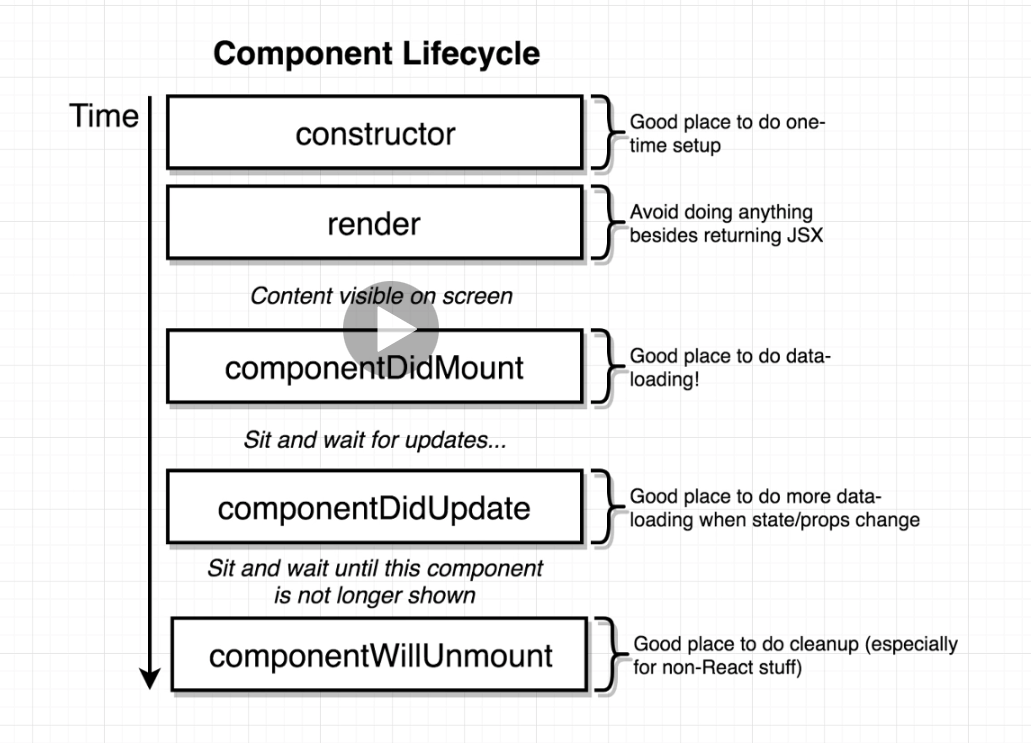 Component Lifecycle
Time
constructor
Good place to do one-
time setup
render
Avoid doing anything
besides returning JSX
Content visible on screen
componentDidMount
Good place to do data-
loading!
Sit and wait for updates...
componentDidUpdate
Good place to do more data-
loading when state/props change
Sit and wait until this component
is not longer shown
componentWillUnmount
Good place to do cleanup (especially
for non-React stuff)